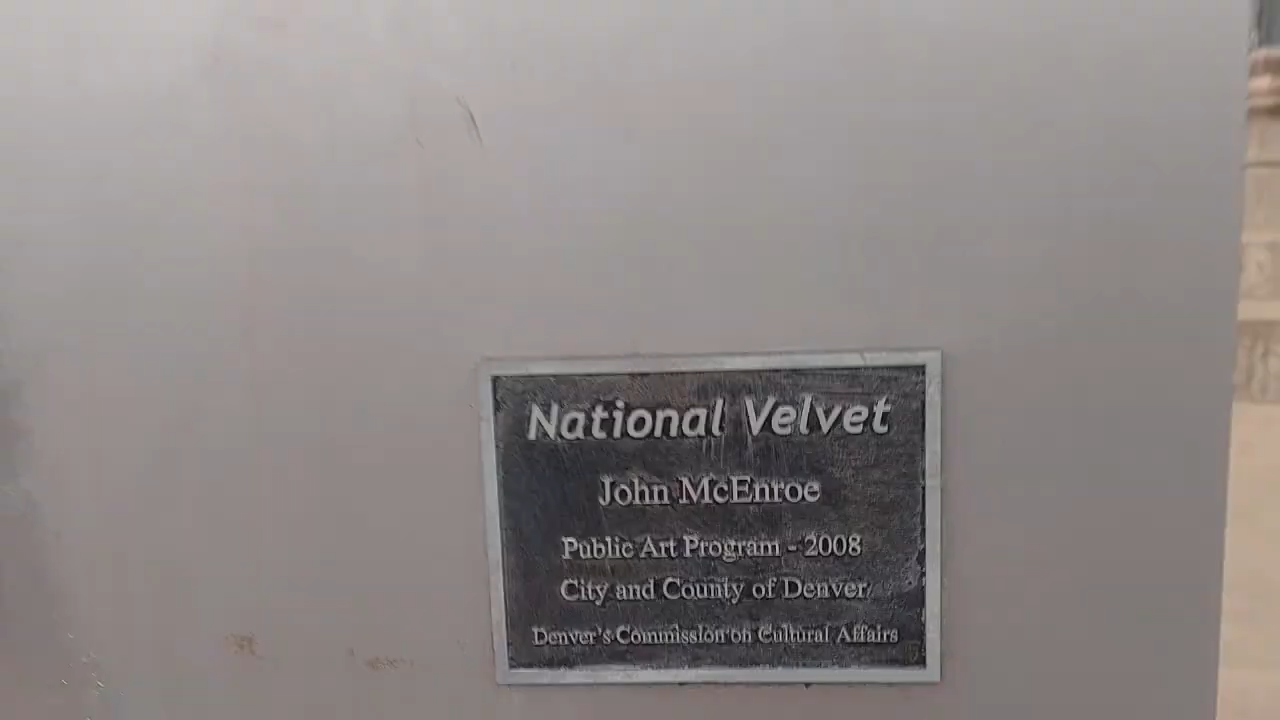 National Velvet
John McEnroe
Public Art Program - 2008
City and County of Denver
Denver's Commission on Cultural Affairs